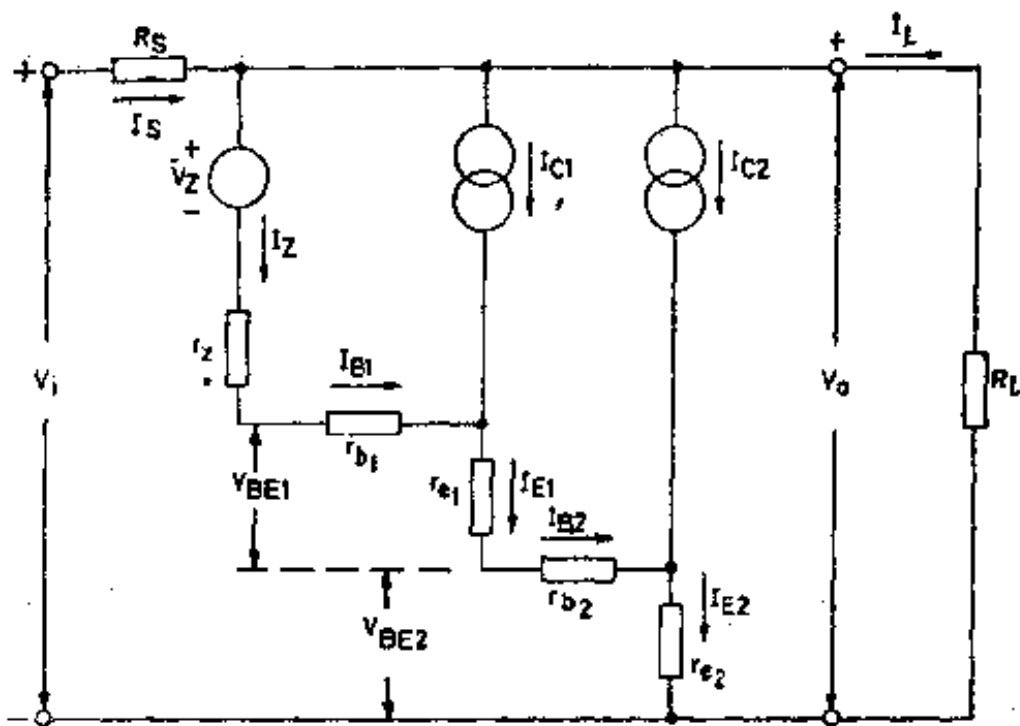 R_S
+
I_S
+
I_L
+
V_Z
-
I_Z
I_C1
I_C2
r_z
V_i
I_B1
r_b1
V_BE1
r_e1
I_E1
I_B2
r_b2
V_BE2
I_E2
r_e2
V_o
R_L
-